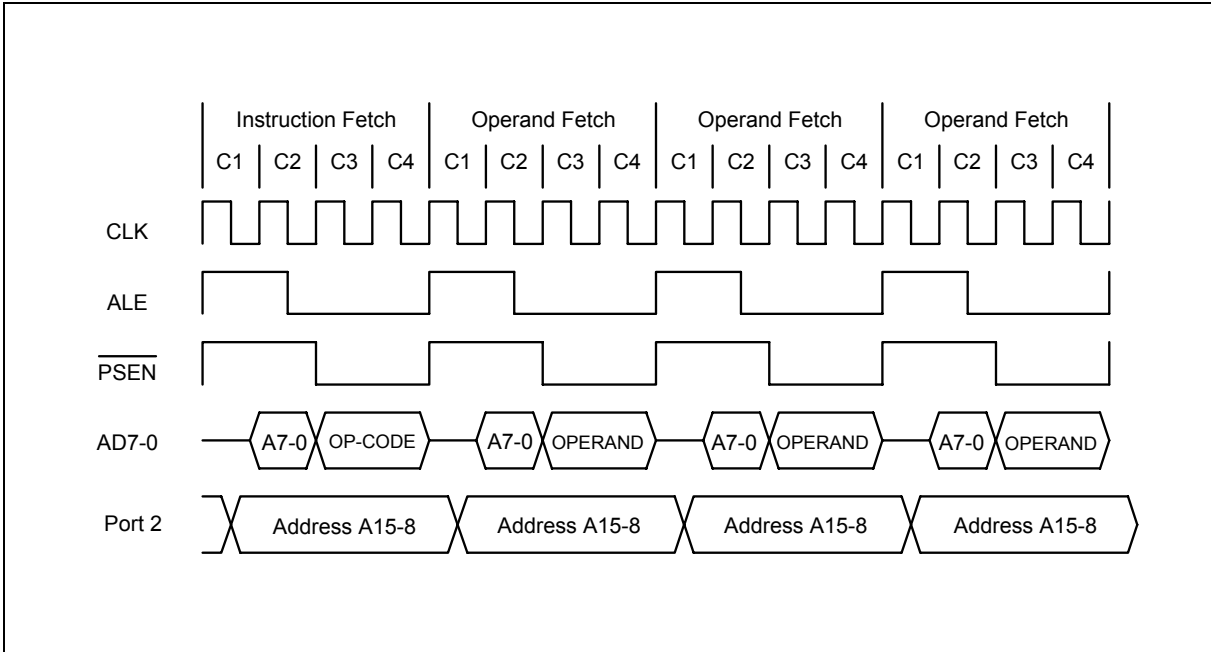 Instruction Fetch Operand Fetch Operand Fetch Operand Fetch
C1 C2 C3 C4 C1 C2 C3 C4 C1 C2 C3 C4 C1 C2 C3 C4
CLK
ALE
PSEN
AD7-0 A7-0 OP-CODE A7-0 OPERAND A7-0 OPERAND A7-0 OPERAND
Port 2 Address A15-8 Address A15-8 Address A15-8 Address A15-8